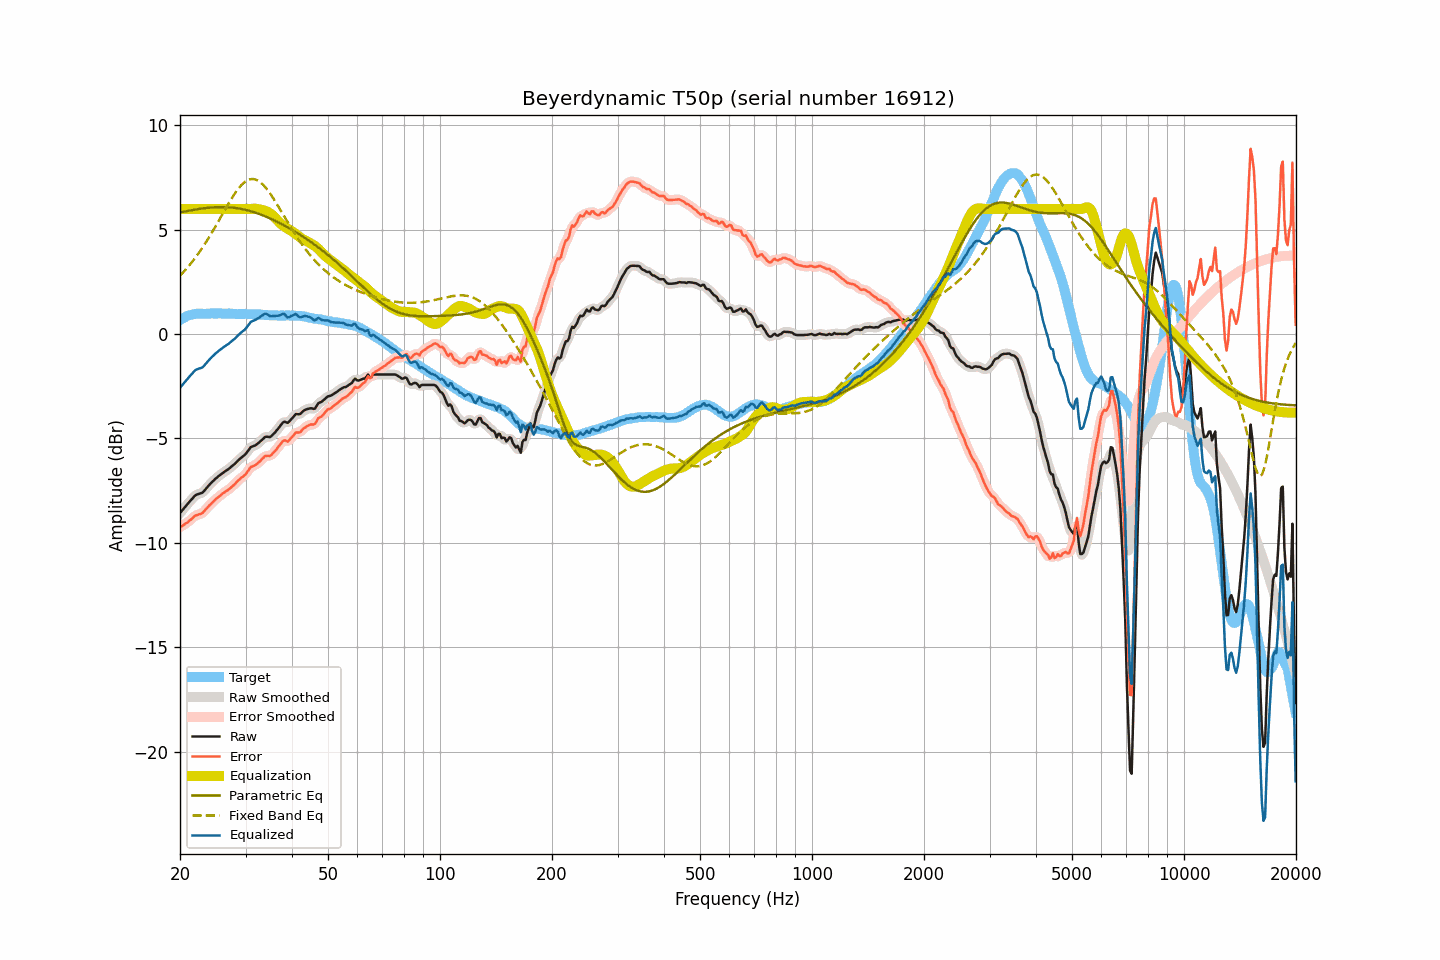 Beyerdynamic T50p (serial number 16912)
10
5
0
−5
−10
−15
−20
Amplitude (dBr)
Target
Raw Smoothed
Error Smoothed
Raw
Error
Equalization
Parametric Eq
Fixed Band Eq
Equalized
20 50 100 200 500 1000 2000 5000 10000 20000
Frequency (Hz)